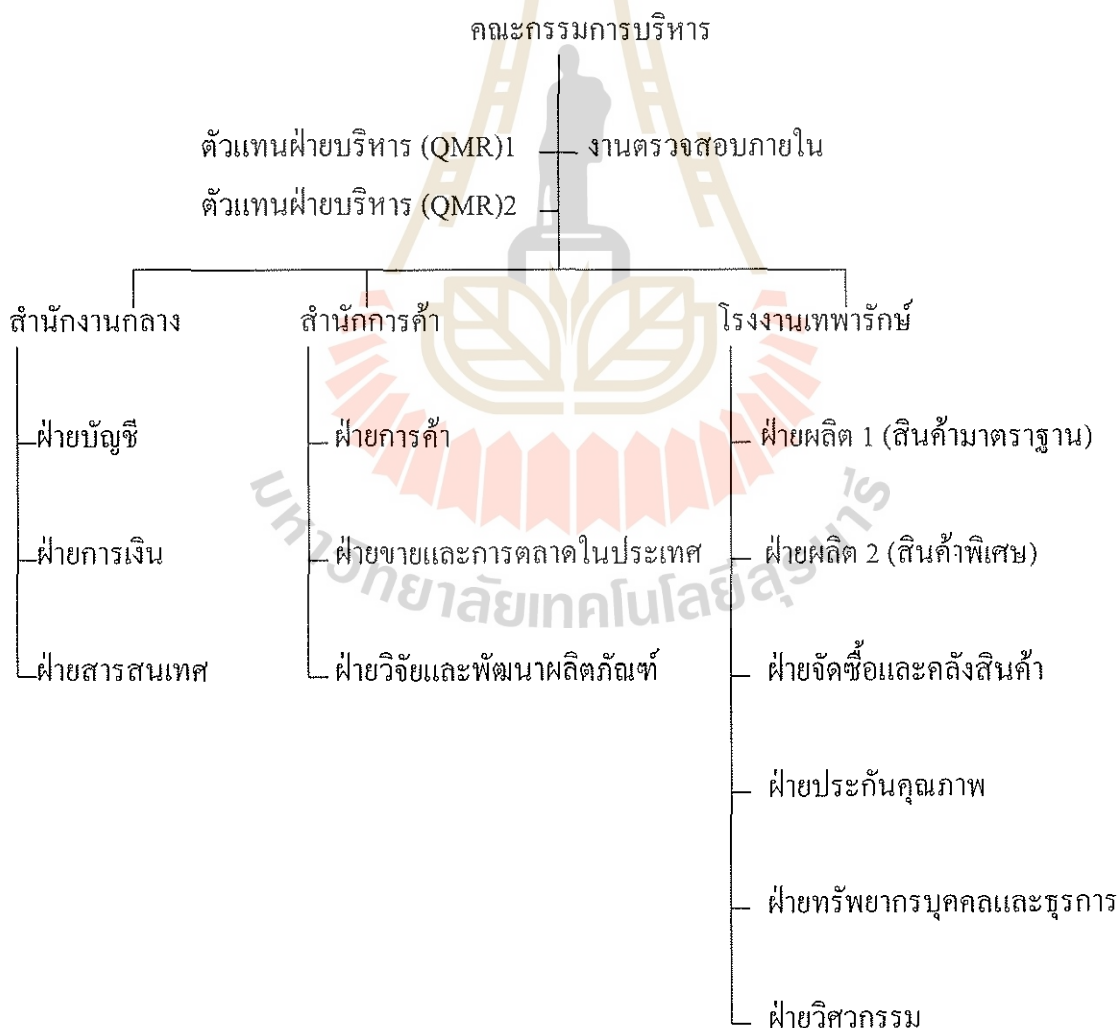 คณะกรรมการบริหาร
ตัวแทนฝ่ายบริหาร (QMR)1
งานตรวจสอบภายใน
ตัวแทนฝ่ายบริหาร (QMR)2
สำนักงานกลาง
สำนักการค้า
โรงงานเทพารักษ์
ฝ่ายบัญชี
ฝ่ายการค้า
ฝ่ายผลิต 1 (สินค้ามาตราฐาน)
ฝ่ายการเงิน
ฝ่ายขายและการตลาดในประเทศ
ฝ่ายผลิต 2 (สินค้าพิเศษ)
ฝ่ายสารสนเทศ
ฝ่ายวิจัยและพัฒนาผลิตภัณฑ์
ฝ่ายจัดซื้อและคลังสินค้า
ฝ่ายประกันคุณภาพ
ฝ่ายทรัพยากรบุคคลและธุรการ
ฝ่ายวิศวกรรม
มหาวิทยาลัยเทคโนโลยีสุรนารี